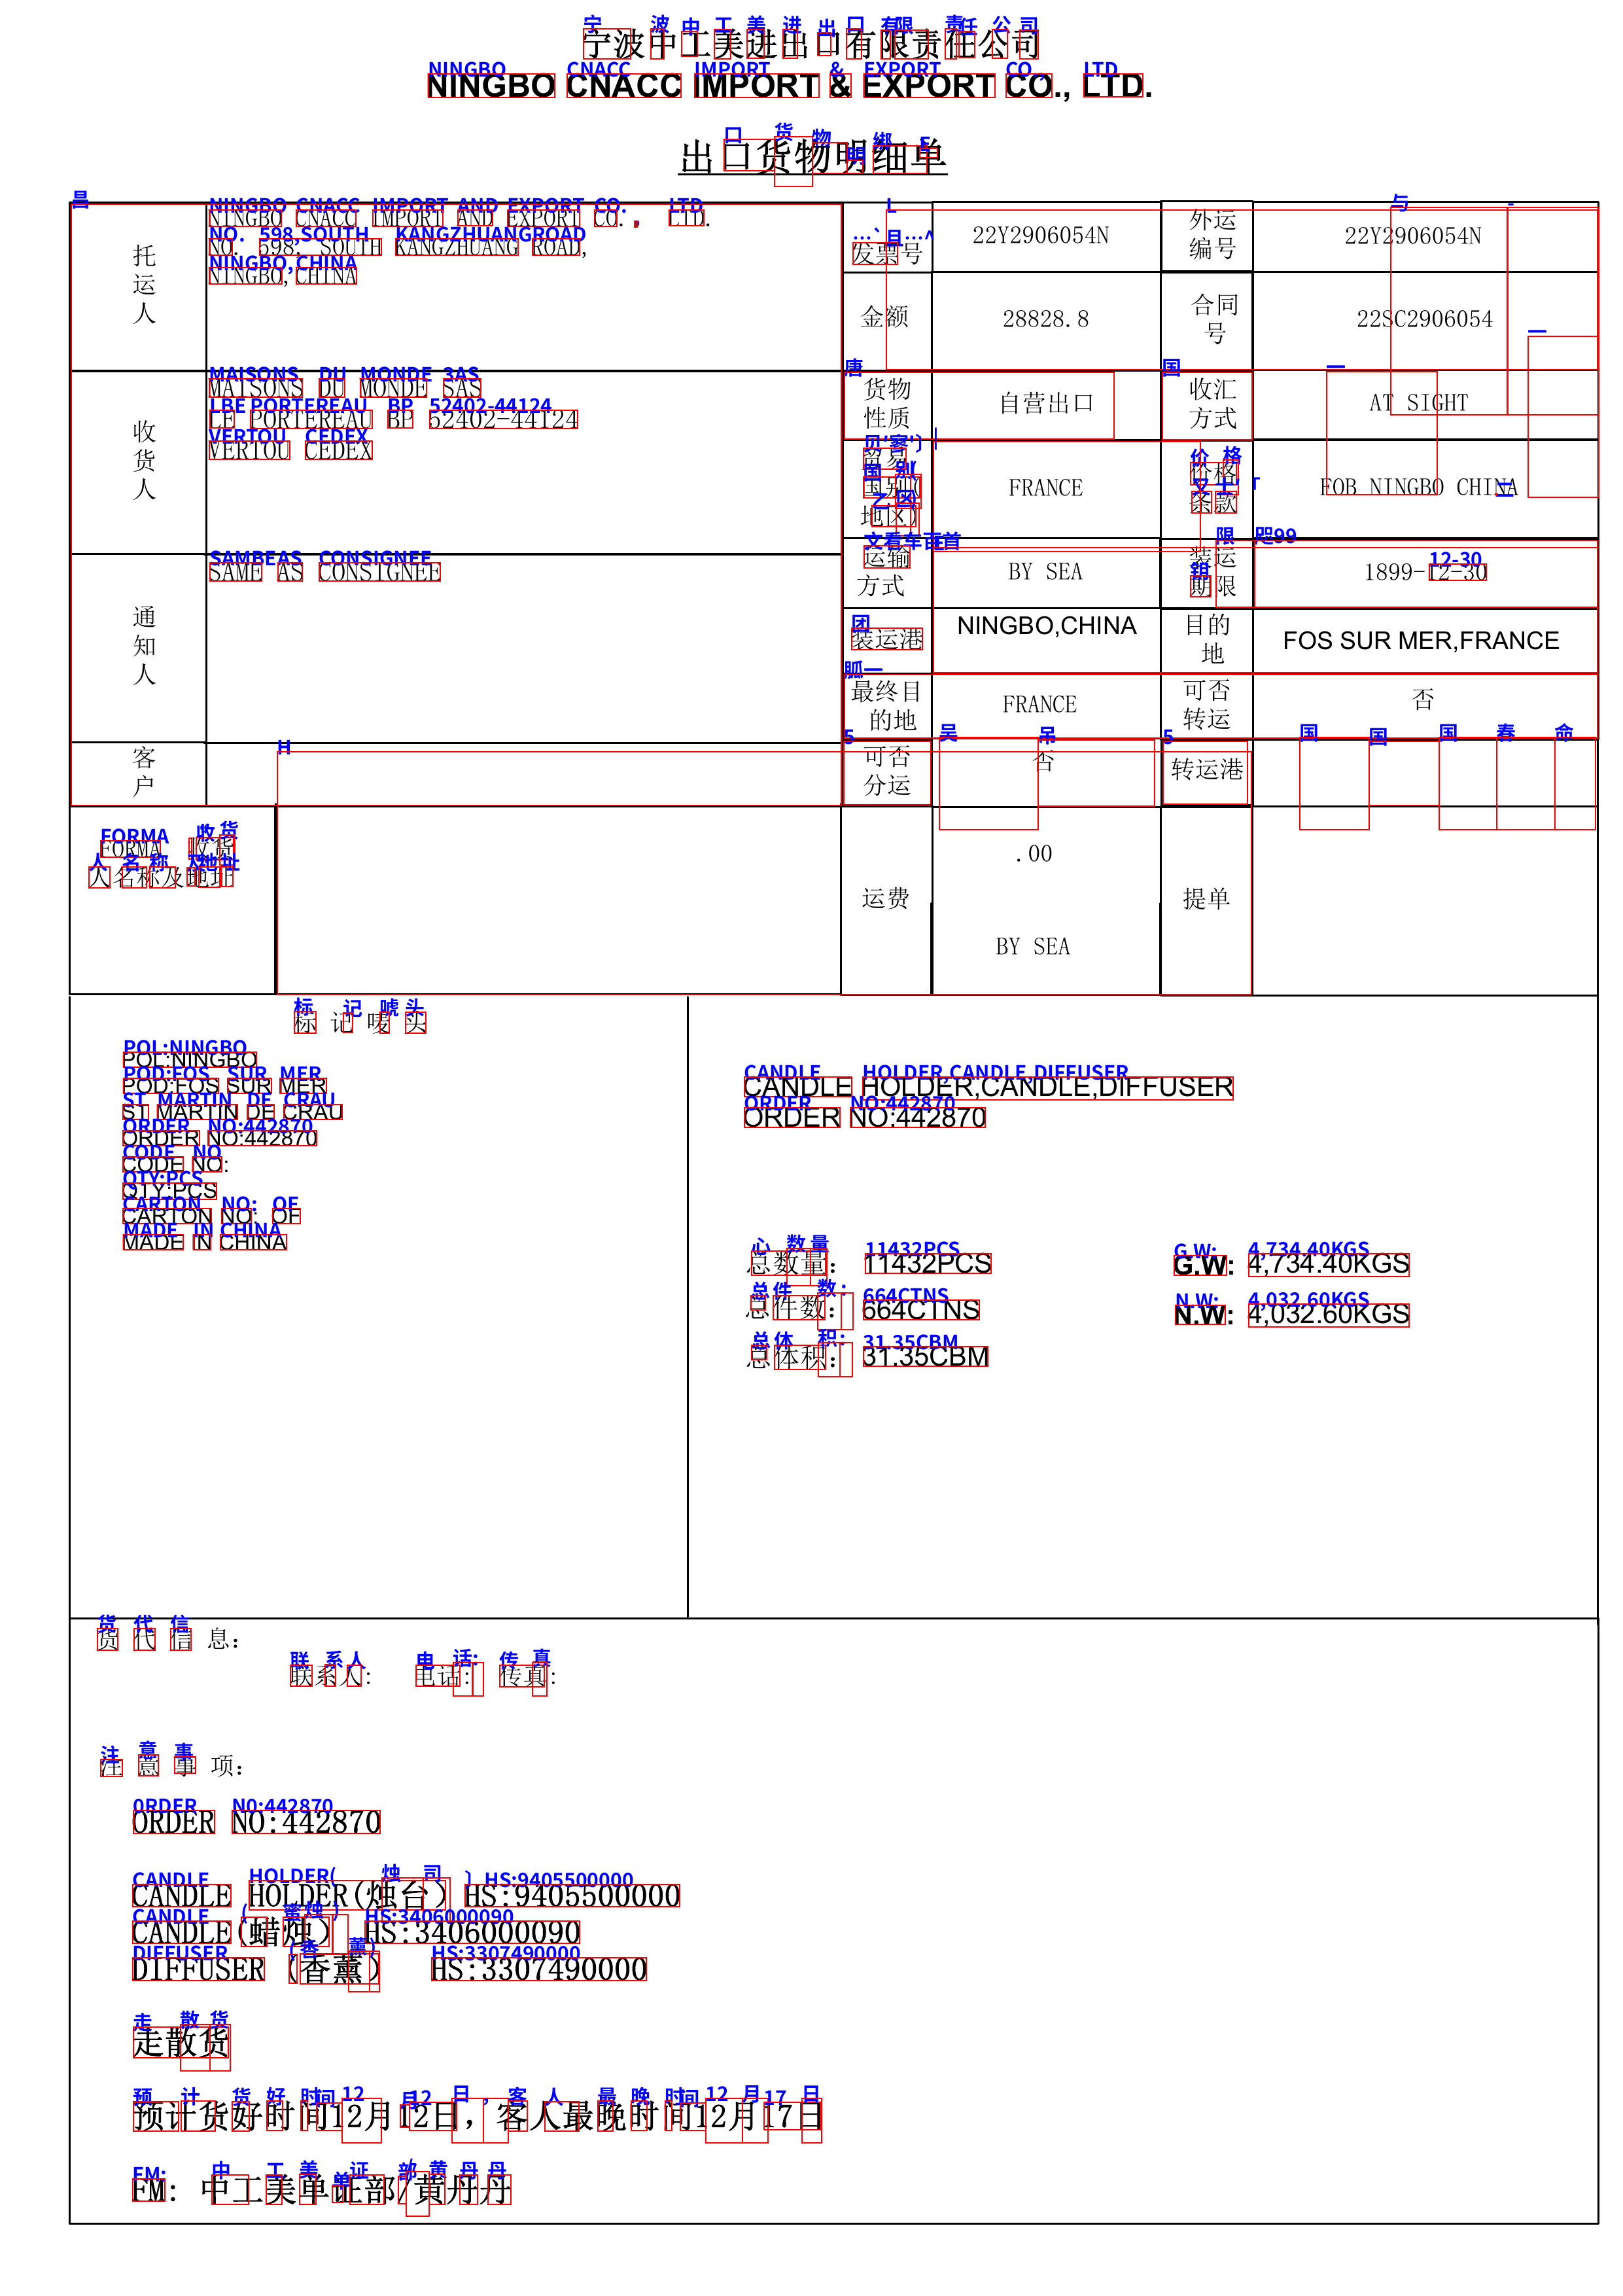 宁波中工美进出口有限责任公司
NINGBO CNACC IMPORT & EXPORT CO., LTD.
出口货物明细单
托运人
NINGBO CNACC IMPORT AND EXPORT CO., LTD.
NO. 598, SOUTH KANGZHUANG ROAD,
NINGBO, CHINA
发票号 22Y2906054N 外运编号 22Y2906054N
金额 28828.8 合同号 22SC2906054
收货人
MAISONS DU MONDE SAS
LE PORTEREAU BP 52402-44124
VERTOU CEDEX
货物性质 自营出口 收汇方式 AT SIGHT
贸易国别(地区) FRANCE 价格条款 FOB NINGBO CHINA
通知人
SAME AS CONSIGNEE
运输方式 BY SEA 装运期限 1899-12-30
装运港 NINGBO,CHINA 目的地 FOS SUR MER,FRANCE
最终目的地 FRANCE 可否转运 否
客户
可否分运 否 转运港
FORMA 收货人名称及地址
运费 .00 BY SEA 提单
标 记 唛 头
POL:NINGBO
POD:FOS SUR MER
ST MARTIN DE CRAU
ORDER NO:442870
CODE NO:
QTY:PCS
CARTON NO: OF
MADE IN CHINA
CANDLE HOLDER,CANDLE,DIFFUSER
ORDER NO:442870
总数量: 11432PCS G.W: 4,734.40KGS
总件数: 664CTNS N.W: 4,032.60KGS
总体积: 31.35CBM
货 代 信 息:
联系人: 电话: 传真:
注 意 事 项:
ORDER NO:442870
CANDLE HOLDER(烛台) HS:9405500000
CANDLE(蜡烛) HS:3406000090
DIFFUSER (香薰) HS:3307490000
走散货
预计货好时间12月12日，客人最晚时间12月17日
FM: 中工美单证部/黄丹丹